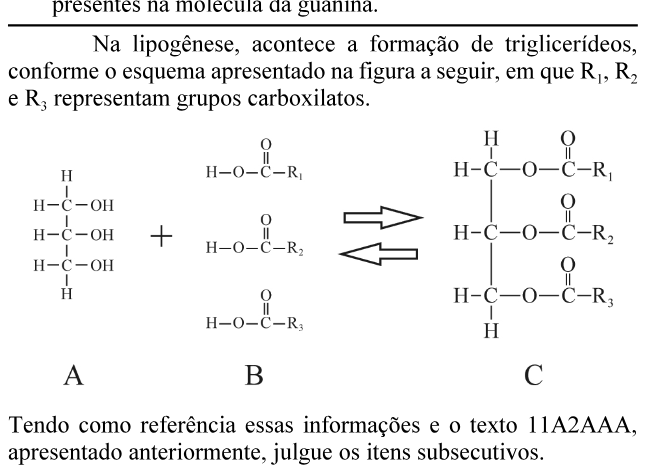 presentes na molécula da guanina.
Na lipogênese, acontece a formação de triglicerídeos,
conforme o esquema apresentado na figura a seguir, em que R₁, R₂
e R₃ representam grupos carboxilatos.
H
H–C–OH
H–C–OH
H–C–OH
H
+
O
H–O–C–R₁
O
H–O–C–R₂
O
H–O–C–R₃
H
O
H–C–O–C–R₁
O
H–C–O–C–R₂
O
H–C–O–C–R₃
H
A B C
Tendo como referência essas informações e o texto 11A2AAA,
apresentado anteriormente, julgue os itens subsecutivos.